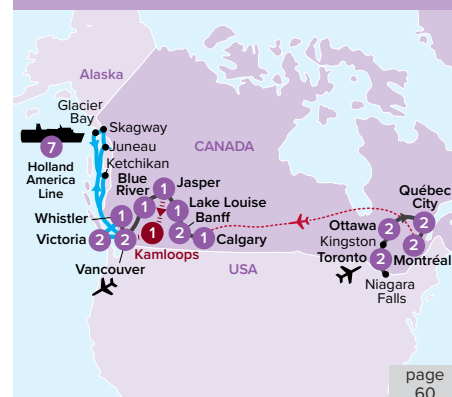 Alaska
Glacier
Bay
Skagway
7
Juneau
Ketchikan
CANADA
Holland
America
Line
Blue
River
1
1
Jasper
Lake Louise
1
Banff
Whistler
1
Victoria
2
2
1
2
1
Calgary
Kamloops
Vancouver
USA
Québec
City
2
Ottawa
2
Kingston
2
Montréal
Toronto
2
Niagara
Falls
page
60